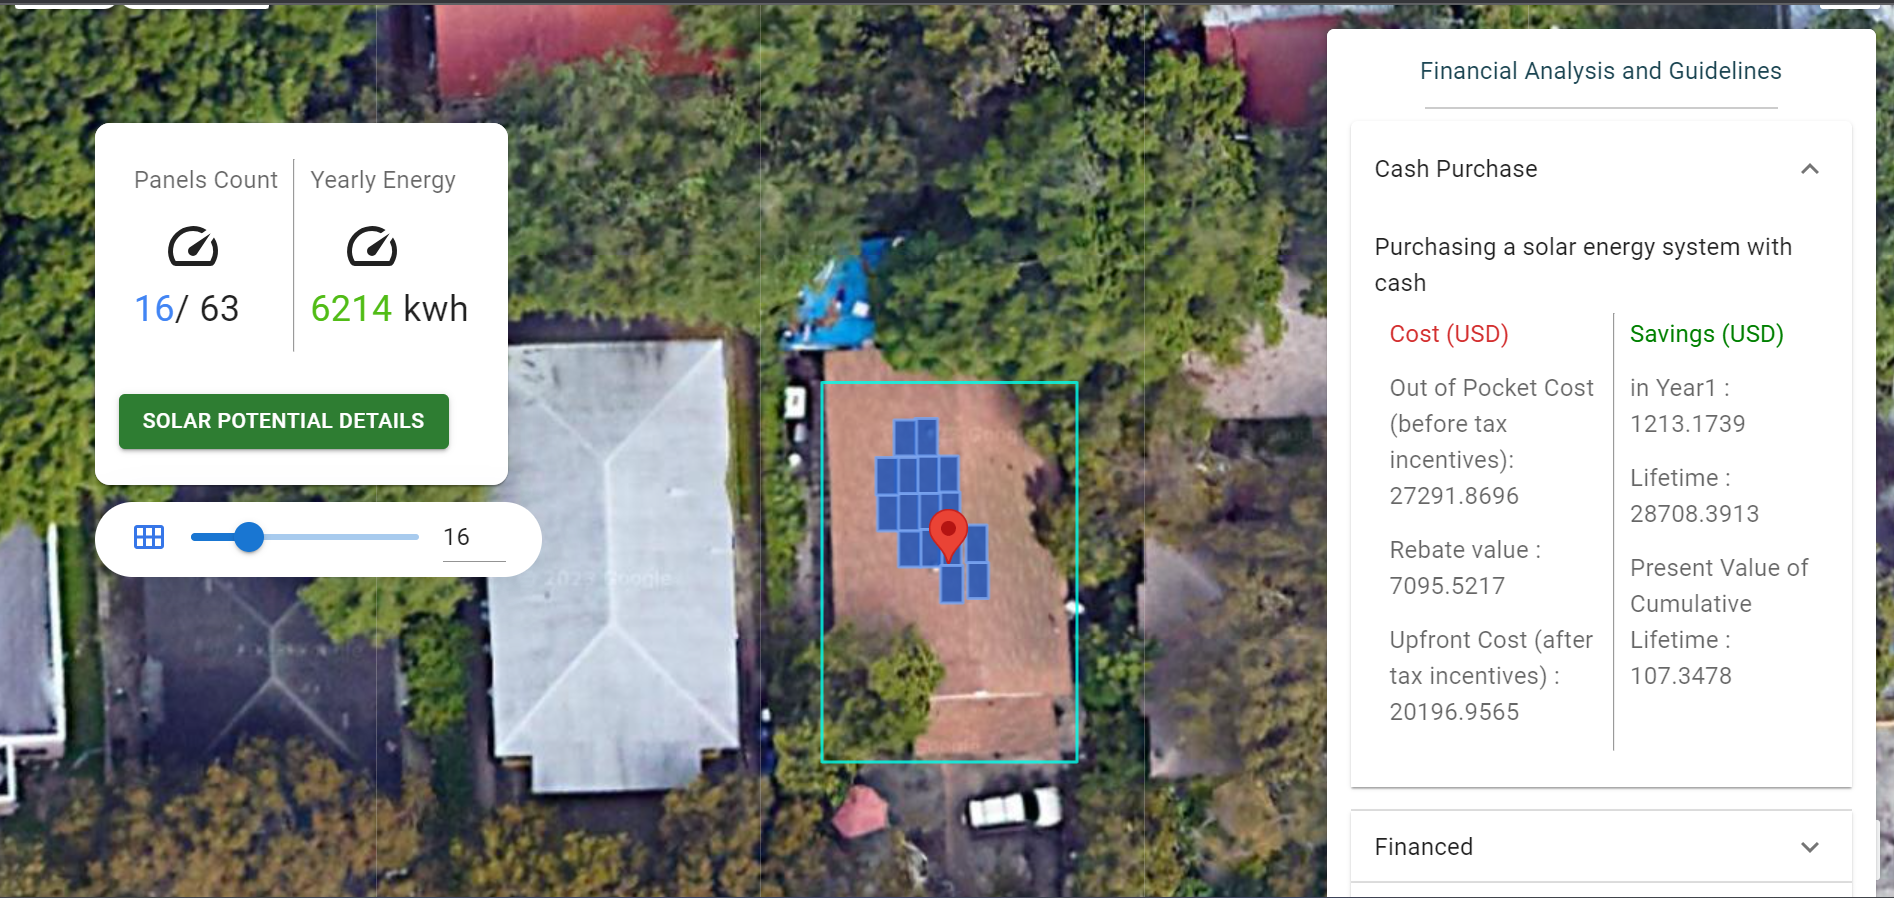 Panels Count
Yearly Energy
16/ 63
6214 kwh
SOLAR POTENTIAL DETAILS
16
2023 Google
Financial Analysis and Guidelines
Cash Purchase
Purchasing a solar energy system with
cash
Cost (USD)
Out of Pocket Cost
(before tax
incentives):
27291.8696
Rebate value :
7095.5217
Upfront Cost (after
tax incentives) :
20196.9565
Savings (USD)
in Year1 :
1213.1739
Lifetime :
28708.3913
Present Value of
Cumulative
Lifetime :
107.3478
Financed